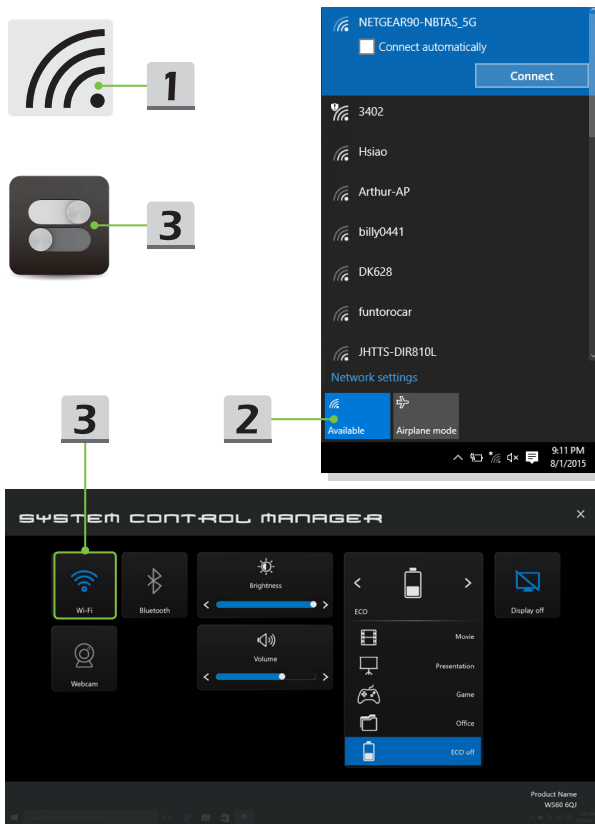 1
NETGEAR90-NBTAS_5G
Connect automatically
Connect
3402
Hsiao
Arthur-AP
3
billy0441
DK628
funtorocar
JHTTS-DIR810L
Network settings
3
2
Available
Airplane mode
9:11 PM
8/1/2015
SYSTEM CONTROL MANAGER
Wi-Fi
Bluetooth
Brightness
ECO
Display off
Movie
Volume
Presentation
Webcam
Game
Office
ECO off
Product Name
WS60 6QJ